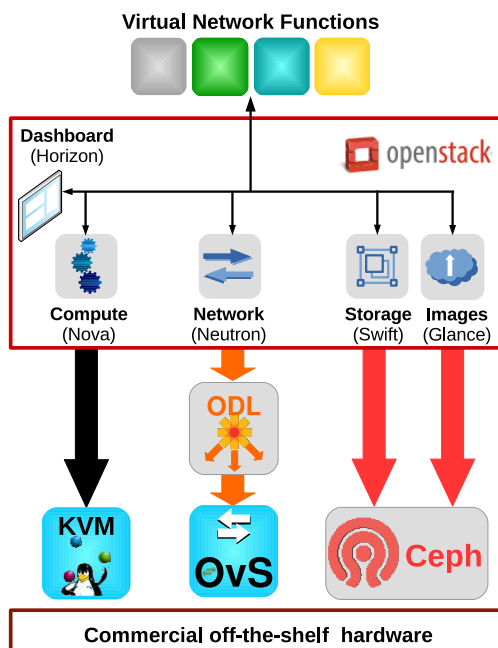 Virtual Network Functions
Dashboard
(Horizon)
openstack
Compute
(Nova)
Network
(Neutron)
Storage
(Swift)
Images
(Glance)
ODL
KVM
OvS
Ceph
Commercial off-the-shelf hardware